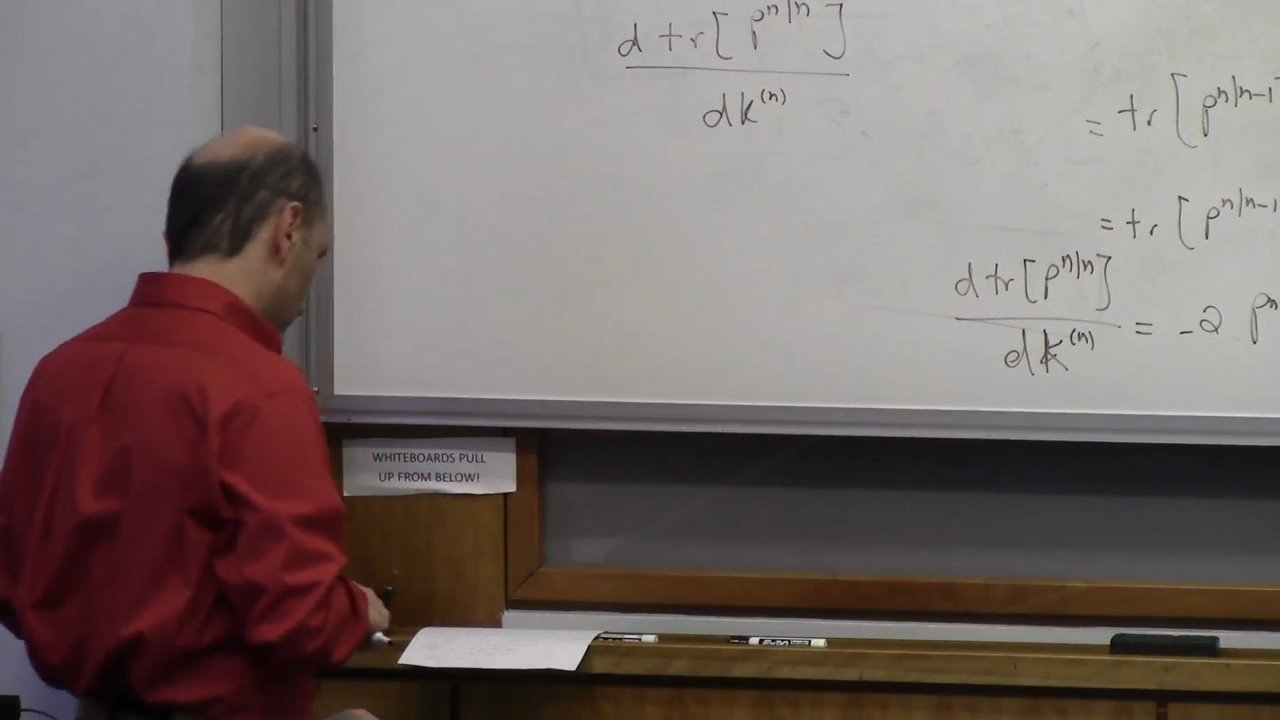 d tr[ P^{n|n} ]
dK^{(n)}
= tr[ P^{n|n-1}
= tr[ P^{n|n-1}
d tr[P^{n|n}]
dK^{(n)} = -2 P^n
WHITEBOARDS PULL
UP FROM BELOW!